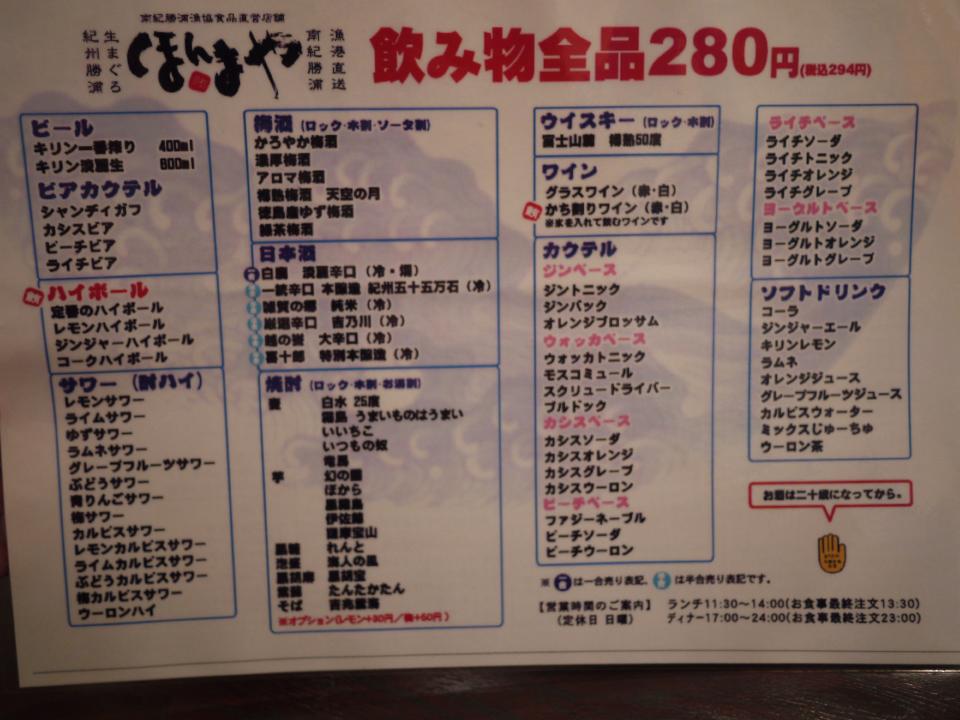 南紀勝浦漁協食品直営店舗
生まぐろ
紀州勝浦
ほんまや
漁港直送
南紀勝浦
飲み物全品280円(税込294円)
ビール
キリン一番搾り 400ml
キリン淡麗生 800ml
ビアカクテル
シャンディガフ
カシスビア
ピーチビア
ライチビア
ハイボール
定番のハイボール
レモンハイボール
ジンジャーハイボール
コークハイボール
サワー(酎ハイ)
レモンサワー
ライムサワー
ゆずサワー
ラムネサワー
グレープフルーツサワー
ぶどうサワー
青りんごサワー
梅サワー
カルピスサワー
レモンカルピスサワー
ライムカルピスサワー
ぶどうカルピスサワー
梅カルピスサワー
ウーロンハイ
梅酒(ロック・水割・ソーダ割)
かろやか梅酒
濃厚梅酒
アロマ梅酒
樽熟梅酒 天空の月
徳島産ゆず梅酒
緑茶梅酒
日本酒
白鹿 淡麗辛口(冷・燗)
一統辛口 本醸造 紀州五十五万石(冷)
雑賀の郷 純米(冷)
厳選辛口 吉乃川(冷)
越の誉 大辛口(冷)
喜十郎 特別本醸造(冷)
焼酎(ロック・水割・お湯割)
麦 白水 25度
霧島 うまいものはうまい
いいちこ
いつもの奴
芋 幻の露
ぼから
黒霧島
伊佐錦
薩摩宝山
黒糖 れんと
泡盛 海人の風
黒胡麻 黒胡宝
紫蘇 たんたかたん
そば 吉兆雲海
※オプション(レモン+30円/梅+50円)
ウイスキー(ロック・水割)
富士山麓 樽熟50度
ワイン
グラスワイン(赤・白)
かち割りワイン(赤・白)
※氷を入れて飲むワインです
カクテル
ジンベース
ジントニック
ジンバック
オレンジブロッサム
ウォッカベース
ウォッカトニック
モスコミュール
スクリュードライバー
ブルドック
カシスベース
カシスソーダ
カシスオレンジ
カシスグレープ
カシスウーロン
ピーチベース
ファジーネーブル
ピーチソーダ
ピーチウーロン
ライチベース
ライチソーダ
ライチトニック
ライチオレンジ
ライチグレープ
ヨーグルトベース
ヨーグルトソーダ
ヨーグルトオレンジ
ヨーグルトグレープ
ソフトドリンク
コーラ
ジンジャーエール
キリンレモン
ラムネ
オレンジジュース
グレープフルーツジュース
カルピスウォーター
ミックスじゅーちゅ
ウーロン茶
お酒は二十歳になってから。
※ は一合売り表記、 は半合売り表記です。
【営業時間のご案内】 ランチ11:30~14:00(お食事最終注文13:30)
(定休日 日曜) ディナー17:00~24:00(お食事最終注文23:00)